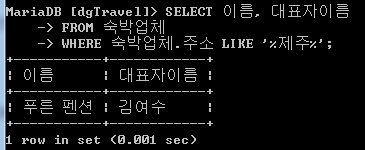 MariaDB [dgTravel]> SELECT 이름, 대표자이름
-> FROM 숙박업체
-> WHERE 숙박업체.주소 LIKE '%제주%';
+-----------+------------+
| 이름 | 대표자이름 |
+-----------+------------+
| 푸른 펜션 | 김여수 |
+-----------+------------+
1 row in set (0.001 sec)